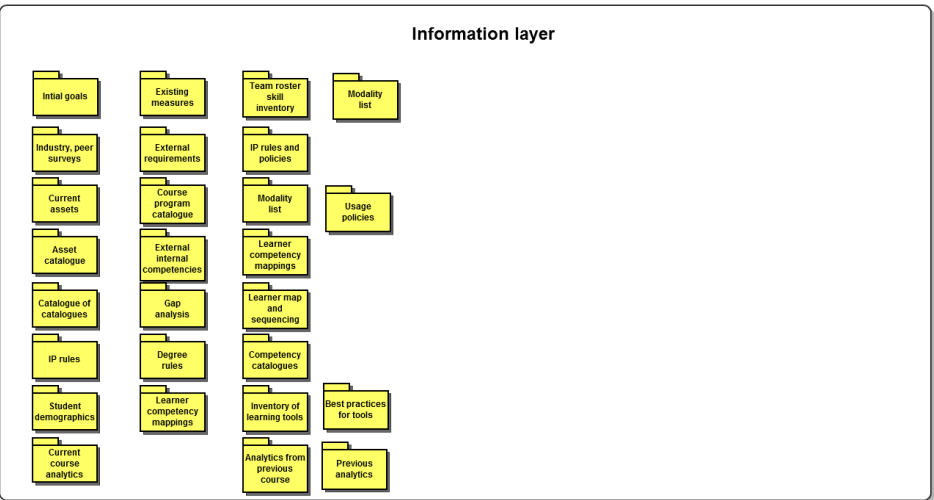 Information layer
Intial goals
Existing
measures
Team roster
skill
inventory
Modality
list
Industry, peer
surveys
External
requirements
IP rules and
policies
Current
assets
Course
program
catalogue
Modality
list
Usage
policies
Asset
catalogue
External
internal
competencies
Learner
competency
mappings
Catalogue of
catalogues
Gap
analysis
Learner map
and
sequencing
IP rules
Degree
rules
Competency
catalogues
Student
demographics
Learner
competency
mappings
Inventory of
learning tools
Best practices
for tools
Current
course
analytics
Analytics from
previous
course
Previous
analytics